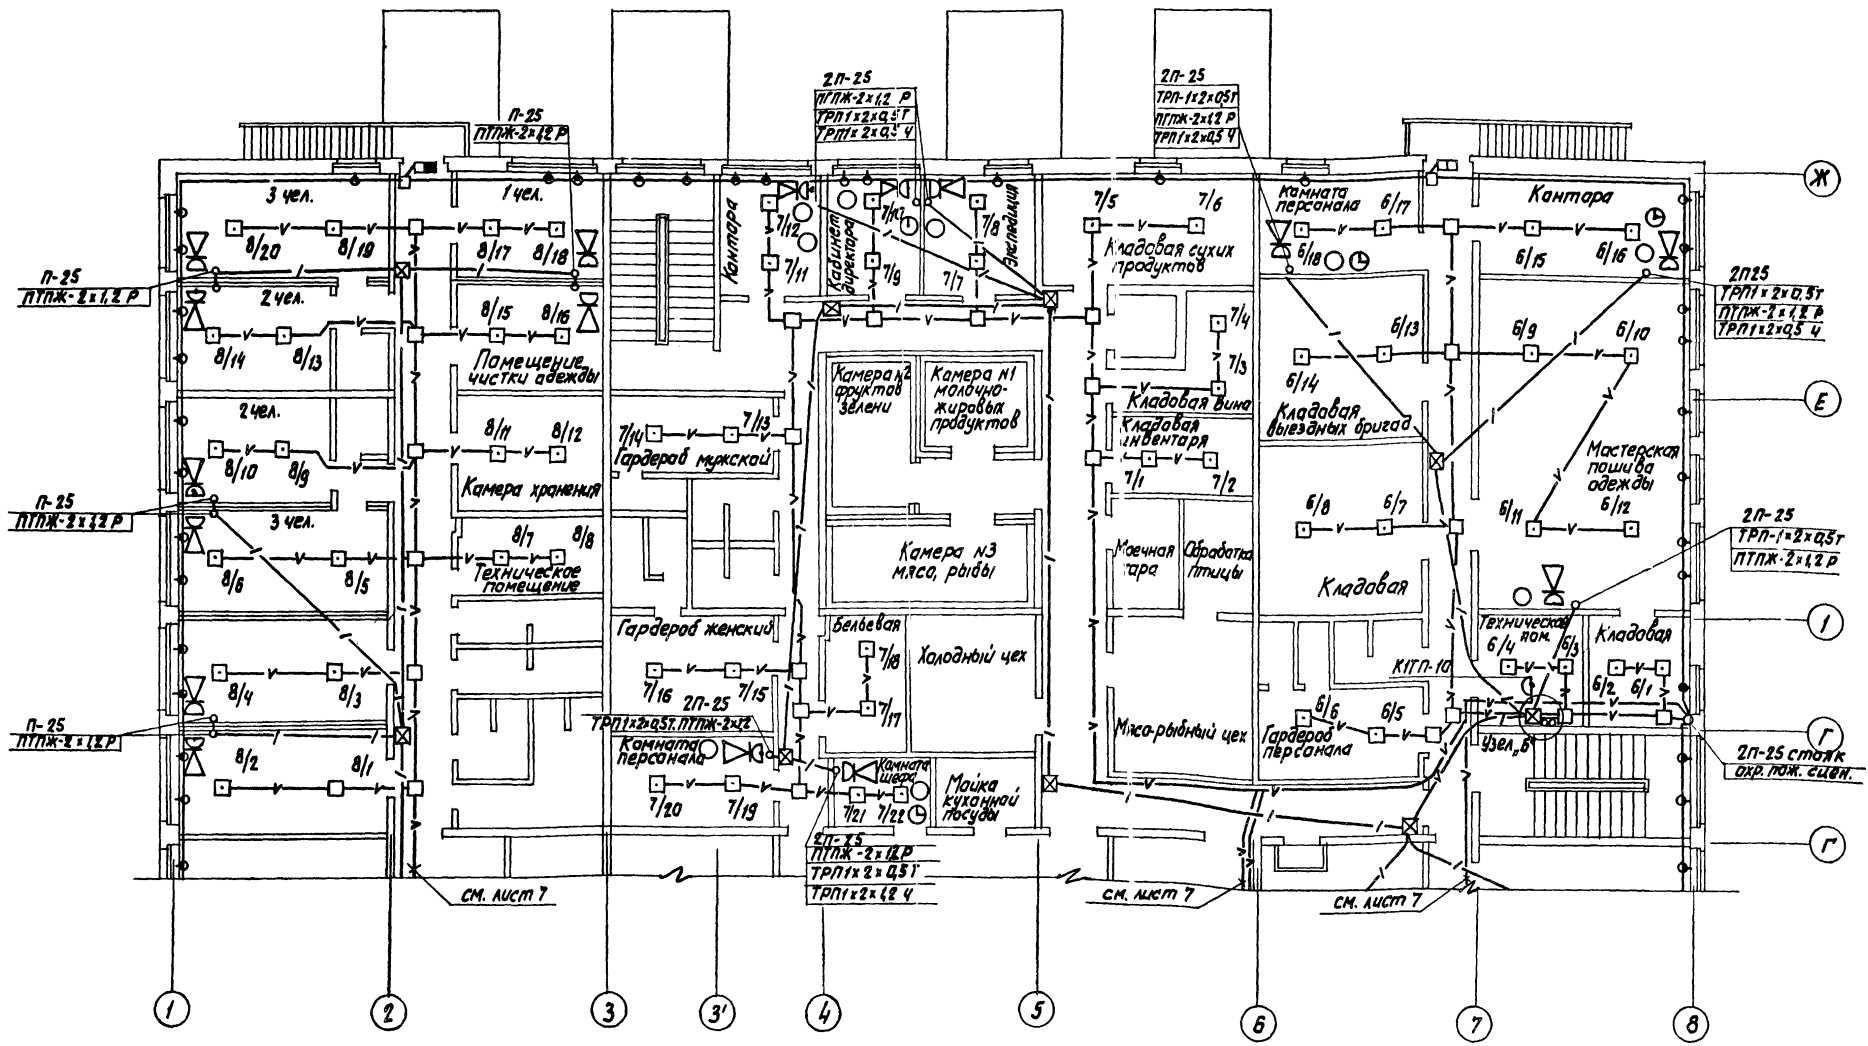 2П-25
ПТПЖ-2х1,2 Р
ТРП1х2х0,5Т
ТРП1х2х0,5 Ч
2П-25
ТРП-1х2х0,5Т
ПТПЖ-2х1,2 Р
ТРП1х2х0,5 Ч
П-25
ПТПЖ-2х1,2 Р
Ж
3 чел.
1 чел.
8/20
8/19
8/17
8/18
Кантора
7/12
7/11
Кабинет
директора
7/10
7/9
7/8
7/7
Экспедиция
7/5
7/6
Кладовая сухих
продуктов
Камната
персонала
6/17
6/18
Кантора
6/15
6/16
П-25
ПТПЖ-2х1,2 Р
2П25
ТРП1х2х0,5Т
ПТПЖ-2х1,2 Р
ТРП1х2х0,5 Ч
2 чел.
8/14
8/13
8/15
8/16
Помещение
чистки одежды
7/4
7/3
6/13
6/14
6/9
6/10
Е
Камера №2
фруктов
зелени
Камера №1
молочно-
жировых
продуктов
Кладовая вина
Кладовая
инвентаря
7/1
7/2
Кладовая
выездных бригад
2 чел.
8/10
8/9
8/11
8/12
7/14
7/13
Гардероб мужской
Мастерская
пошива
одежды
Камера хранения
6/8
6/7
6/11
6/12
П-25
ПТПЖ-2х1,2 Р
3 чел.
8/6
8/5
8/7
8/8
Техническое
помещение
Камера №3
мясо, рыбы
Моечная
тара
Обработка
птицы
Кладовая
2П-25
ТРП-1х2х0,5Т
ПТПЖ-2х1,2 Р
1
Гардероб женский
Бельевая
7/18
7/17
Холодный цех
Техническое
пом.
6/4
6/3
Кладовая
6/2
6/1
К1ТП-10
8/4
8/3
7/16
7/15
2П-25
ТРП1х2х0,5Т. ПТПЖ-2х1,2
Комната
персонала
Мясо-рыбный цех
6/6
6/5
Гардероб
персонала
Узел „Б"
Г
2П-25 стояк
охр. пож. сигн.
П-25
ПТПЖ-2х1,2 Р
8/2
8/1
7/20
7/19
Комната
шефа
7/21
7/22
Мойка
кухонной
посуды
Г
2П-25
ПТПЖ-2х1,2 Р
ТРП1х2х0,5Т
ТРП1х2х1,2 Ч
см. лист 7
см. лист 7
см. лист 7
1
2
3
3'
4
5
6
7
8